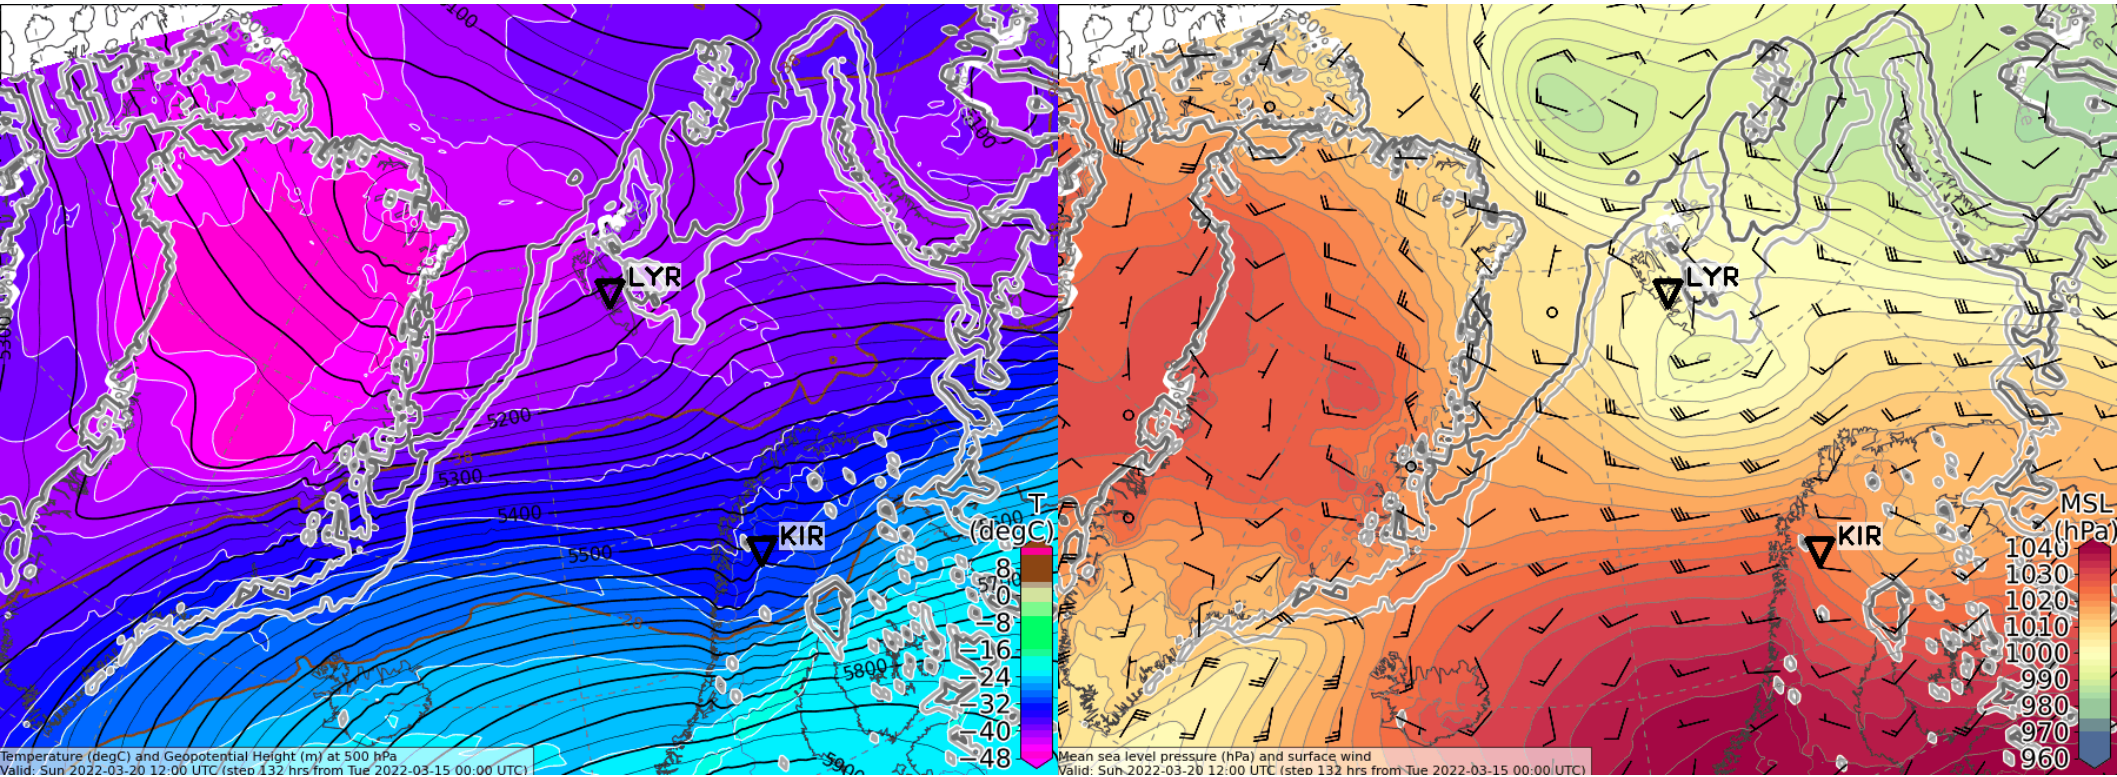 5100
5100
5300
LYR
5200
-38
5300
5400
5500
KIR
5800
5900
T
(degC)
8
0
−8
−16
−24
−32
−40
−48
Temperature (degC) and Geopotential Height (m) at 500 hPa
Valid: Sun 2022-03-20 12:00 UTC (step 132 hrs from Tue 2022-03-15 00:00 UTC)
LYR
KIR
MSL
(hPa)
1040
1030
1020
1010
1000
990
980
970
960
Mean sea level pressure (hPa) and surface wind
Valid: Sun 2022-03-20 12:00 UTC (step 132 hrs from Tue 2022-03-15 00:00 UTC)